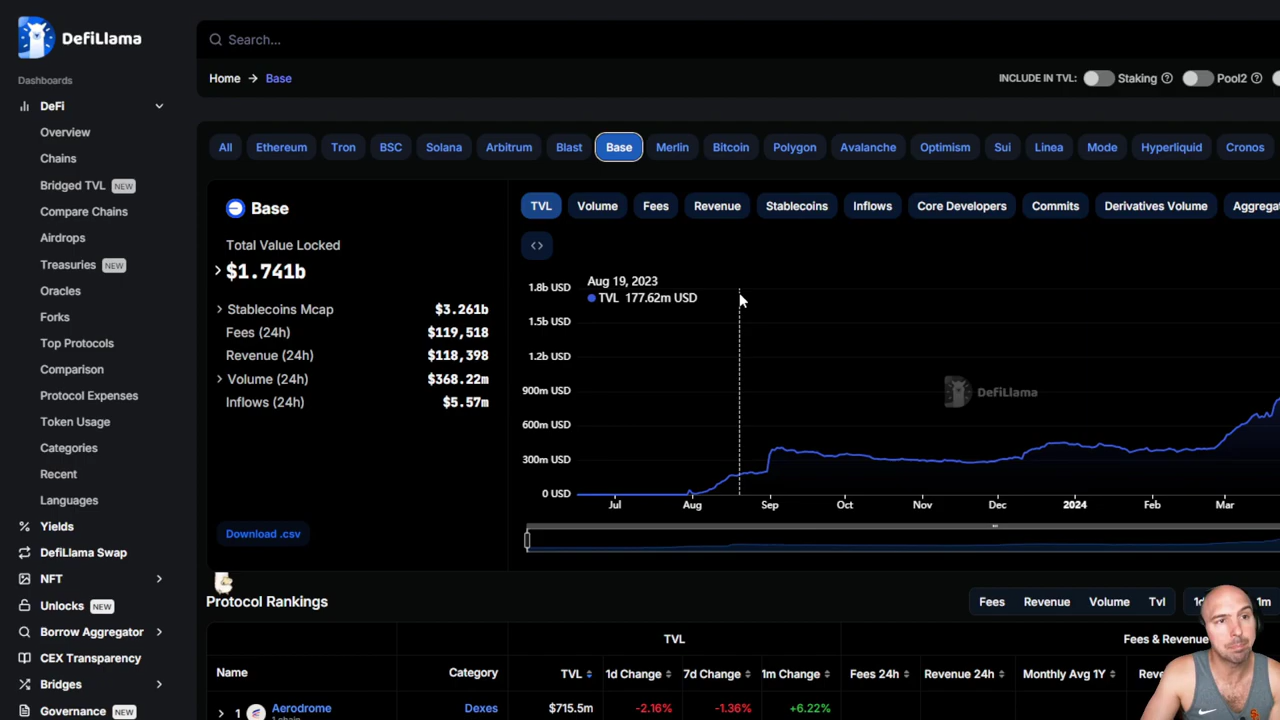 DefiLlama
Search...
Dashboards
Home → Base
INCLUDE IN TVL: Staking Pool2
DeFi
Overview
Chains
Bridged TVL NEW
Compare Chains
Airdrops
Treasuries NEW
Oracles
Forks
Top Protocols
Comparison
Protocol Expenses
Token Usage
Categories
Recent
Languages
Yields
DefiLlama Swap
NFT
Unlocks NEW
Borrow Aggregator
CEX Transparency
Bridges
Governance NEW
All Ethereum Tron BSC Solana Arbitrum Blast Base Merlin Bitcoin Polygon Avalanche Optimism Sui Linea Mode Hyperliquid Cronos
Base
Total Value Locked
$1.741b
Stablecoins Mcap $3.261b
Fees (24h) $119,518
Revenue (24h) $118,398
Volume (24h) $368.22m
Inflows (24h) $5.57m
Download .csv
TVL Volume Fees Revenue Stablecoins Inflows Core Developers Commits Derivatives Volume Aggregat
Aug 19, 2023
TVL 177.62m USD
1.8b USD
1.5b USD
1.2b USD
900m USD
600m USD
300m USD
0 USD
DefiLlama
Jul Aug Sep Oct Nov Dec 2024 Feb Mar
Protocol Rankings
Fees Revenue Volume Tvl 1d 1m
TVL Fees & Revenue
Name Category TVL 1d Change 7d Change 1m Change Fees 24h Revenue 24h Monthly Avg 1Y Reve
1 Aerodrome Dexes $715.5m -2.16% -1.36% +6.22%